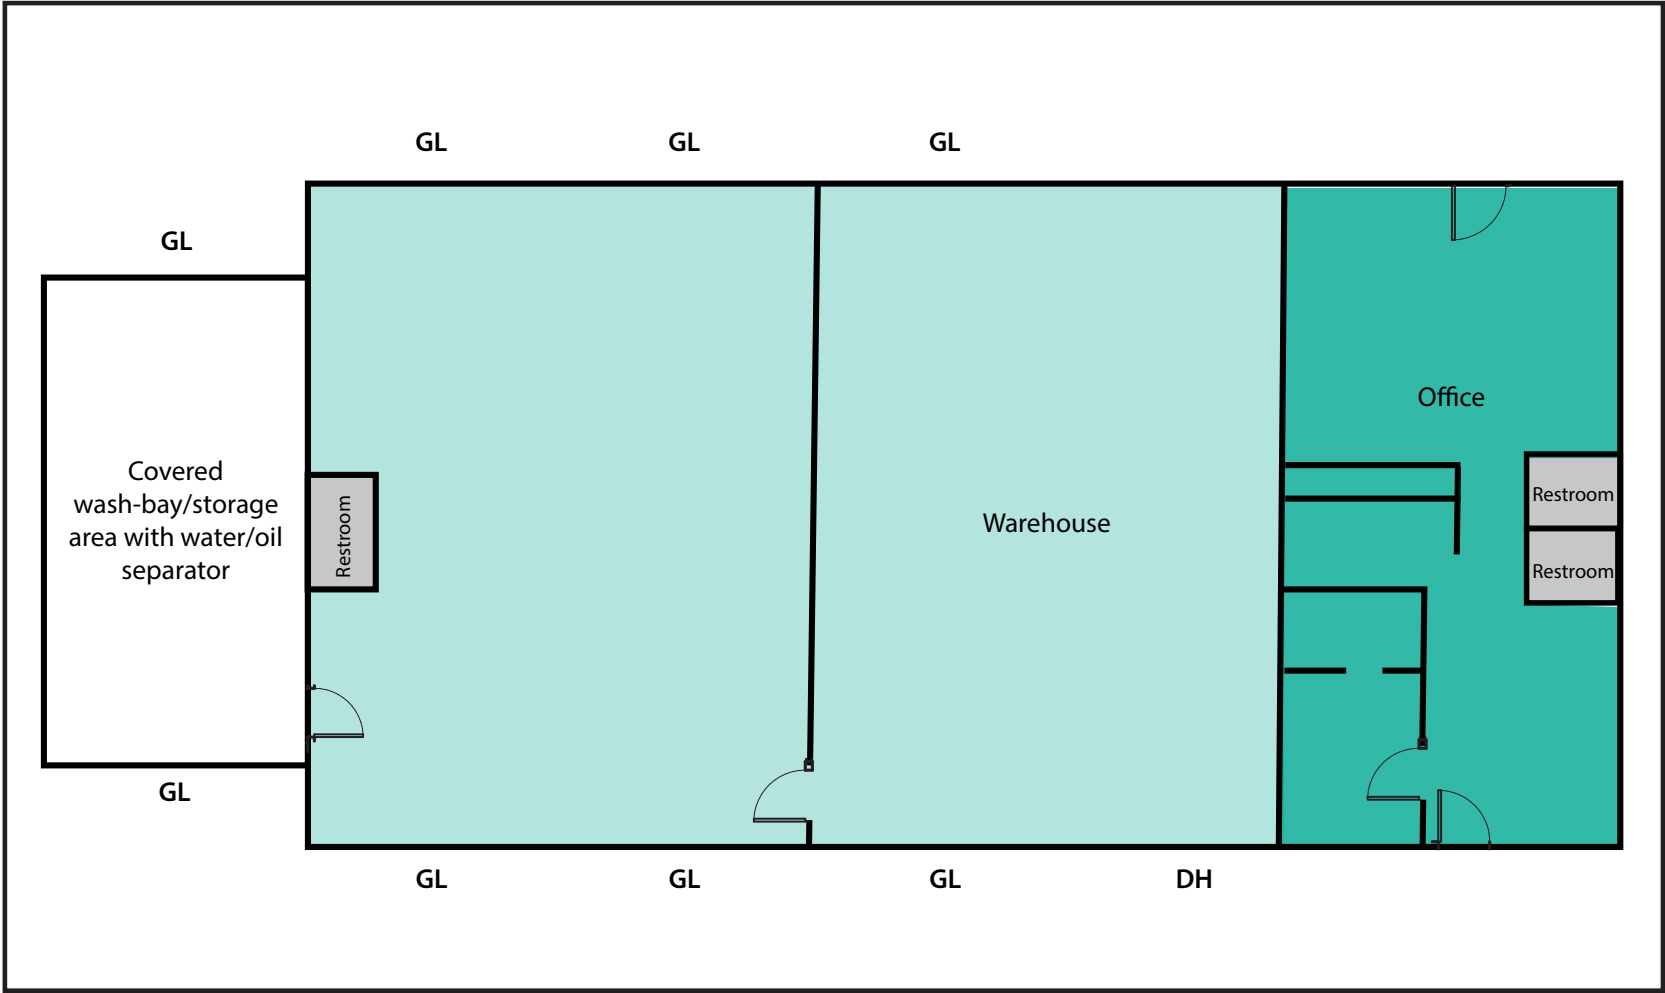 GL GL GL
GL
Office
Covered
wash-bay/storage
area with water/oil
separator
Restroom
Warehouse
Restroom
Restroom
GL
GL GL GL DH